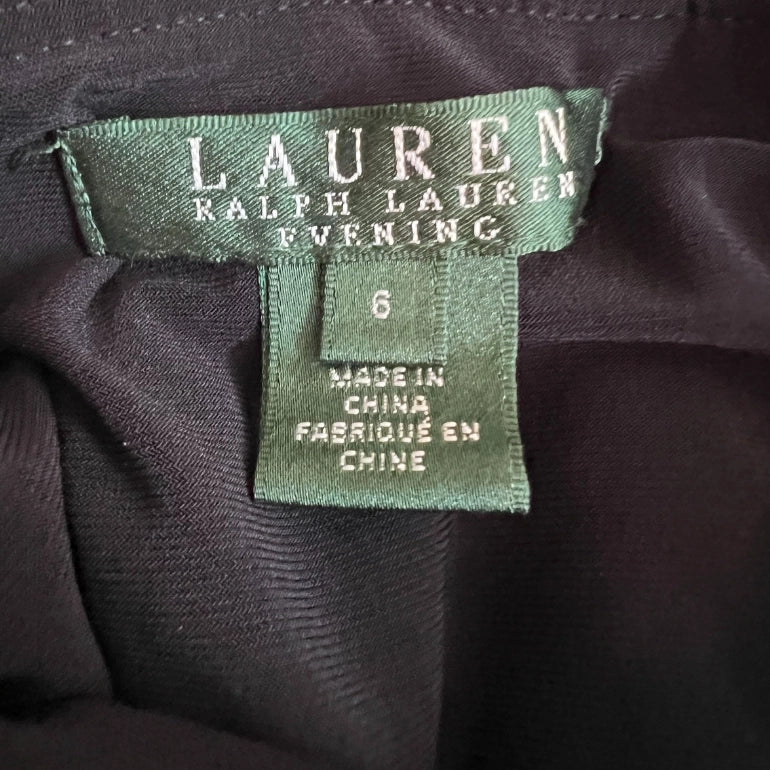 LAUREN
RALPH LAUREN
EVENING
6
MADE IN
CHINA
FABRIQUÉ EN
CHINE